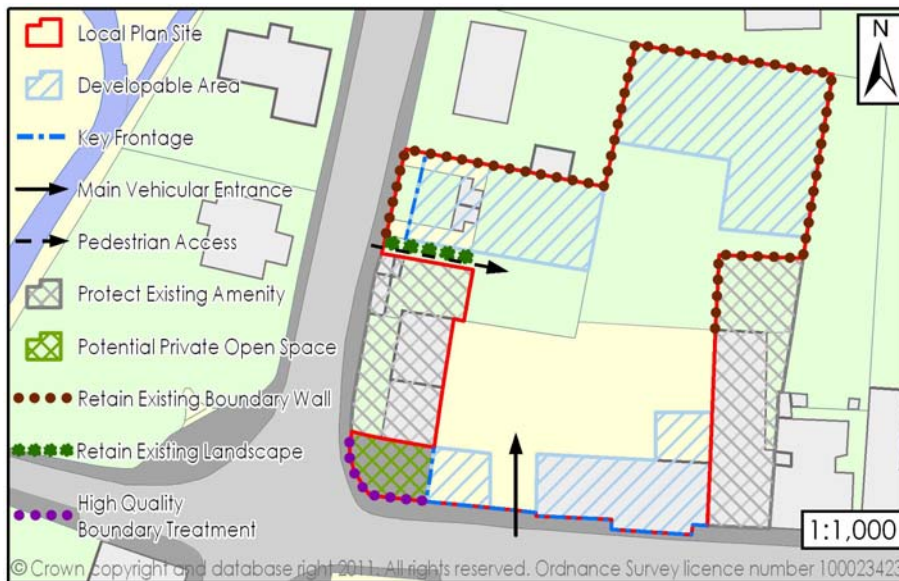 Local Plan Site
Developable Area
Key Frontage
Main Vehicular Entrance
Pedestrian Access
Protect Existing Amenity
Potential Private Open Space
Retain Existing Boundary Wall
Retain Existing Landscape
High Quality
Boundary Treatment
N
1:1,000
© Crown copyright and database right 2011. All rights reserved. Ordnance Survey licence number 100023423